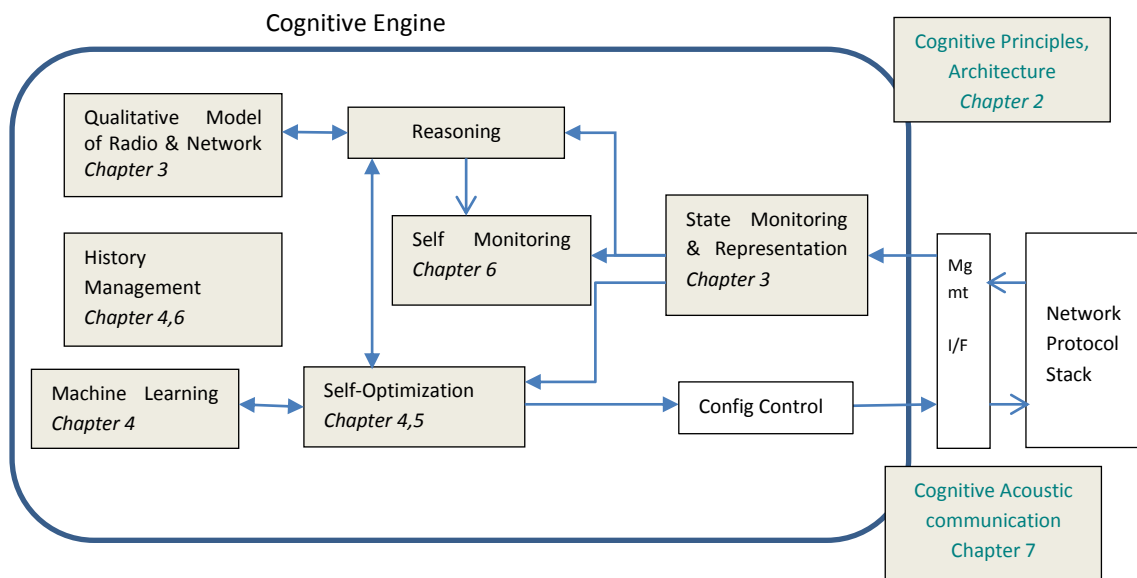 Cognitive Engine
Cognitive Principles,
Architecture
Chapter 2
Qualitative Model
of Radio & Network
Chapter 3
Reasoning
State Monitoring
& Representation
Chapter 3
Self Monitoring
Chapter 6
History
Management
Chapter 4,6
Mg
mt
I/F
Network
Protocol
Stack
Machine Learning
Chapter 4
Self-Optimization
Chapter 4,5
Config Control
Cognitive Acoustic
communication
Chapter 7